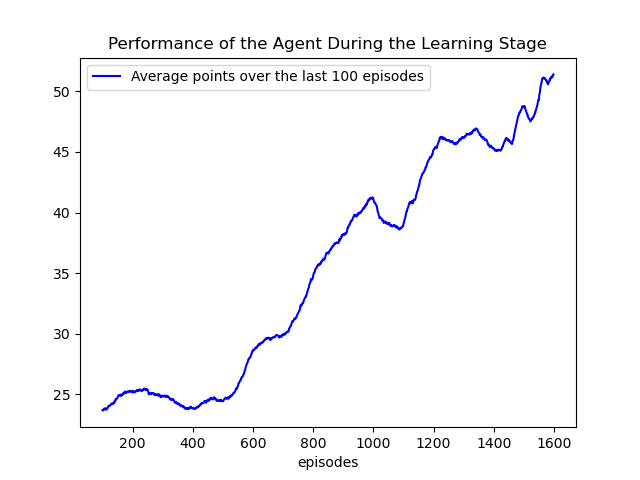 Performance of the Agent During the Learning Stage
Average points over the last 100 episodes
50
45
40
35
30
25
200 400 600 800 1000 1200 1400 1600
episodes